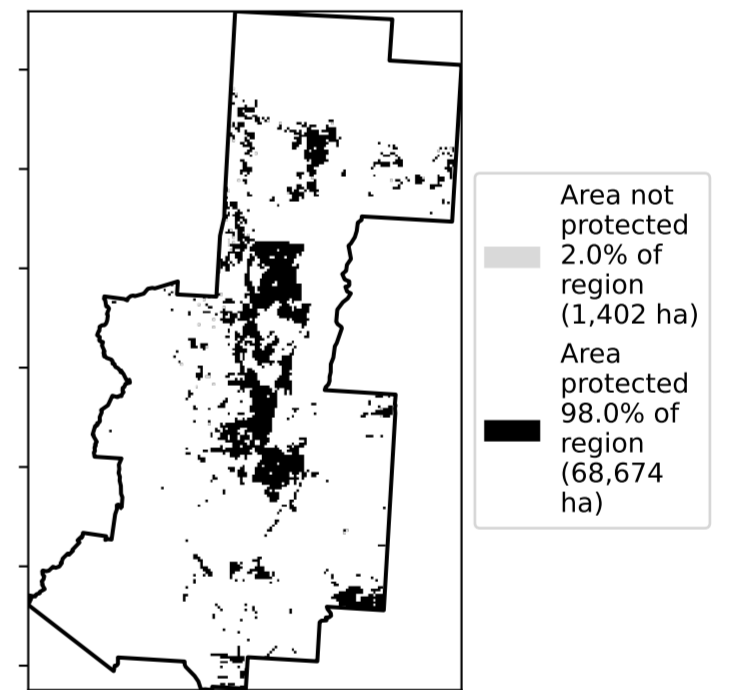 Area not
protected
2.0% of
region
(1,402 ha)
Area
protected
98.0% of
region
(68,674
ha)